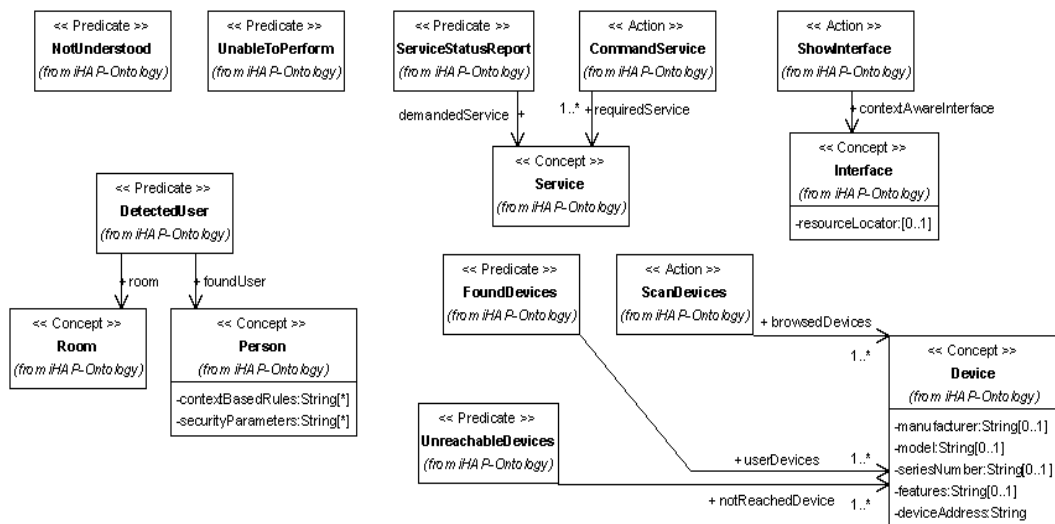 << Predicate >>
NotUnderstood
(from iHAP-Ontology)
<< Predicate >>
UnableToPerform
(from iHAP-Ontology)
<< Predicate >>
ServiceStatusReport
(from iHAP-Ontology)
<< Action >>
CommandService
(from iHAP-Ontology)
<< Action >>
ShowInterface
(from iHAP-Ontology)
demandedService +
1..* + requiredService
+ contextAwareInterface
<< Concept >>
Service
(from iHAP-Ontology)
<< Concept >>
Interface
(from iHAP-Ontology)
-resourceLocator:[0..1]
<< Predicate >>
DetectedUser
(from iHAP-Ontology)
+ room
+ foundUser
<< Concept >>
Room
(from iHAP-Ontology)
<< Concept >>
Person
(from iHAP-Ontology)
-contextBasedRules:String[*]
-securityParameters:String[*]
<< Predicate >>
FoundDevices
(from iHAP-Ontology)
<< Action >>
ScanDevices
(from iHAP-Ontology)
+ browsedDevices
1..*
<< Concept >>
Device
(from iHAP-Ontology)
-manufacturer:String[0..1]
-model:String[0..1]
-seriesNumber:String[0..1]
-features:String[0..1]
-deviceAddress:String
<< Predicate >>
UnreachableDevices
(from iHAP-Ontology)
+ userDevices 1..*
+ notReachedDevice 1..*